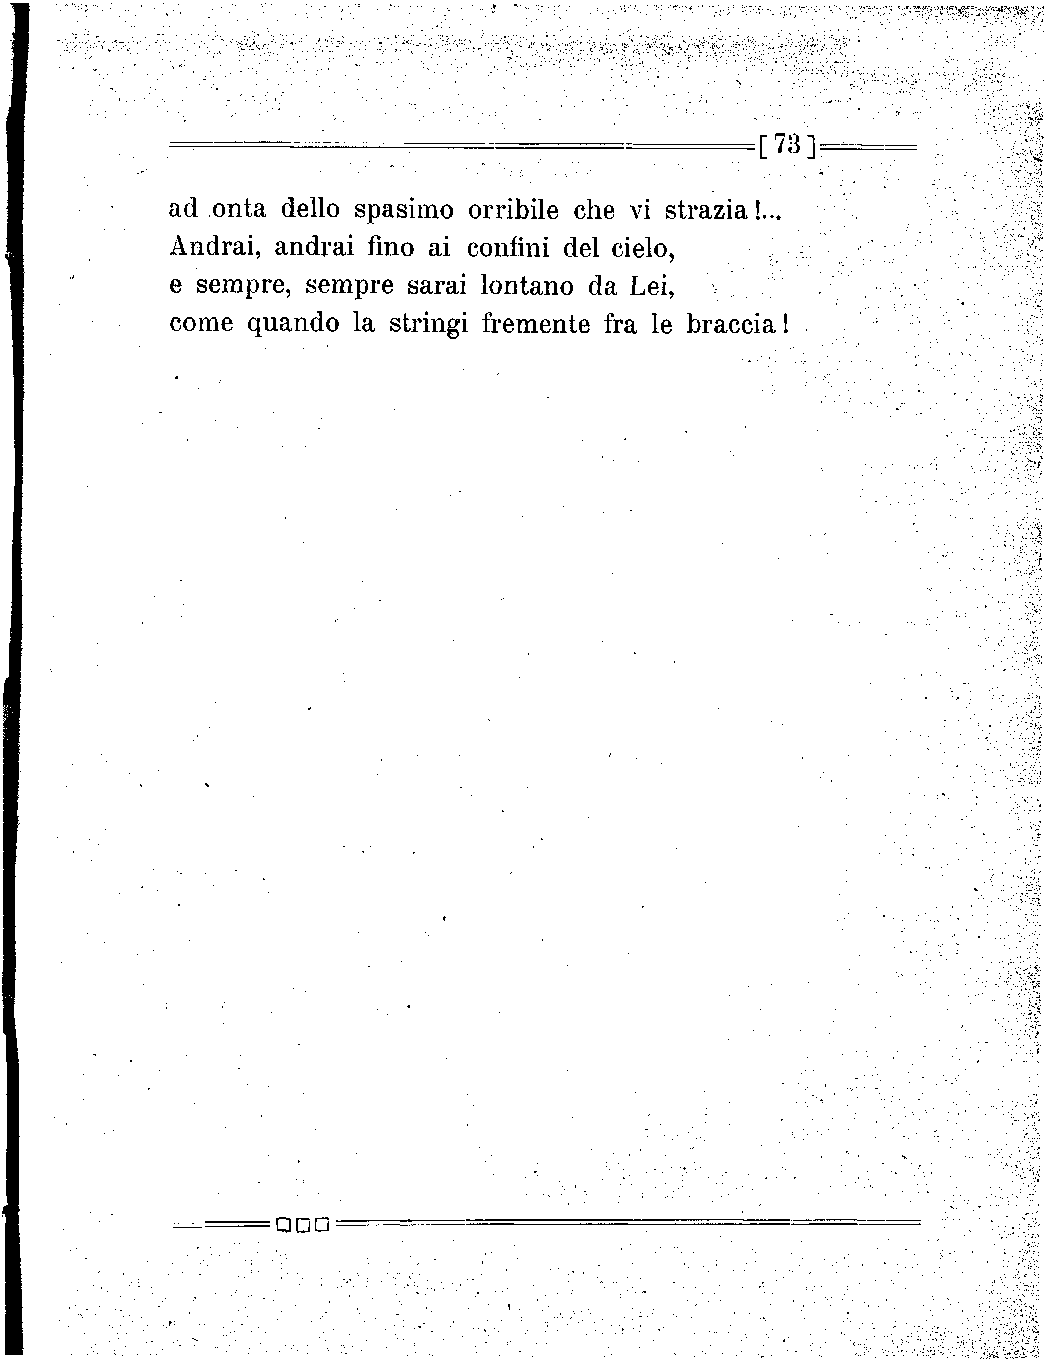 [ 73 ]
ad onta dello spasimo orribile che vi strazia!...
Andrai, andrai fino ai confini del cielo,
e sempre, sempre sarai lontano da Lei,
come quando la stringi fremente fra le braccia!